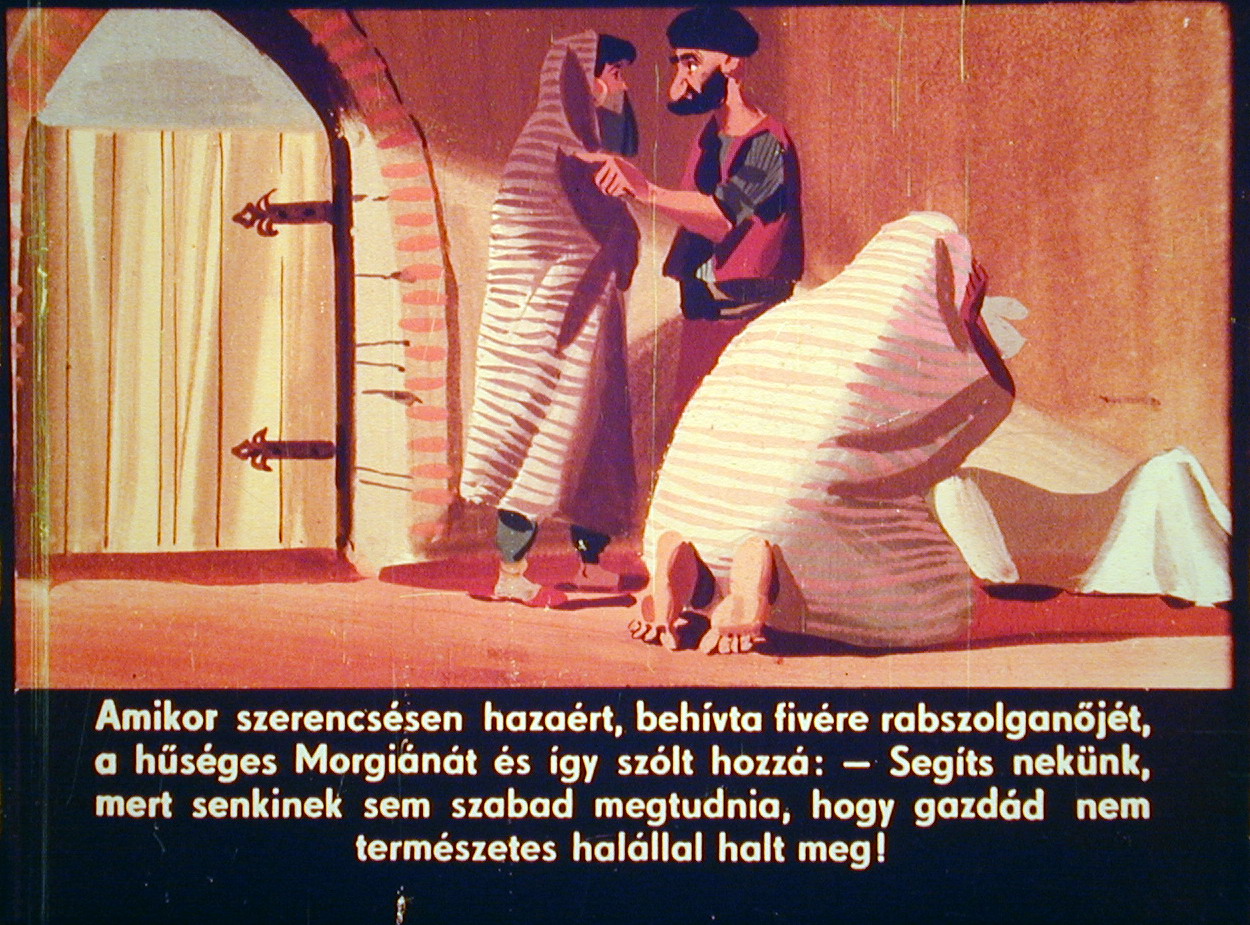 Amikor szerencsésen hazaért, behívta fivére rabszolganőjét,
a hűséges Morgiánát és így szólt hozzá: — Segíts nekünk,
mert senkinek sem szabad megtudnia, hogy gazdád nem
természetes halállal halt meg!